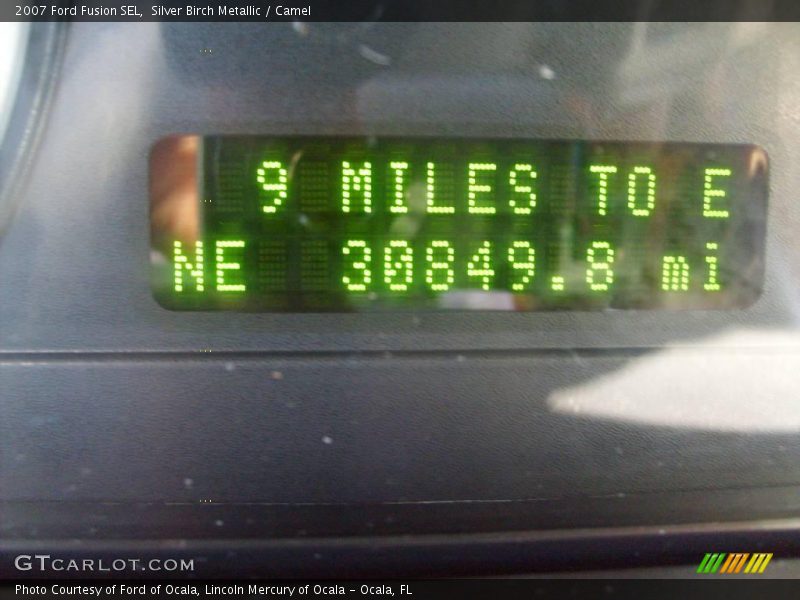 2007 Ford Fusion SEL,  Silver Birch Metallic / Camel
9 MILES TO E
NE 30849.8 mi
GTCARLOT.COM
Photo Courtesy of Ford of Ocala, Lincoln Mercury of Ocala – Ocala, FL